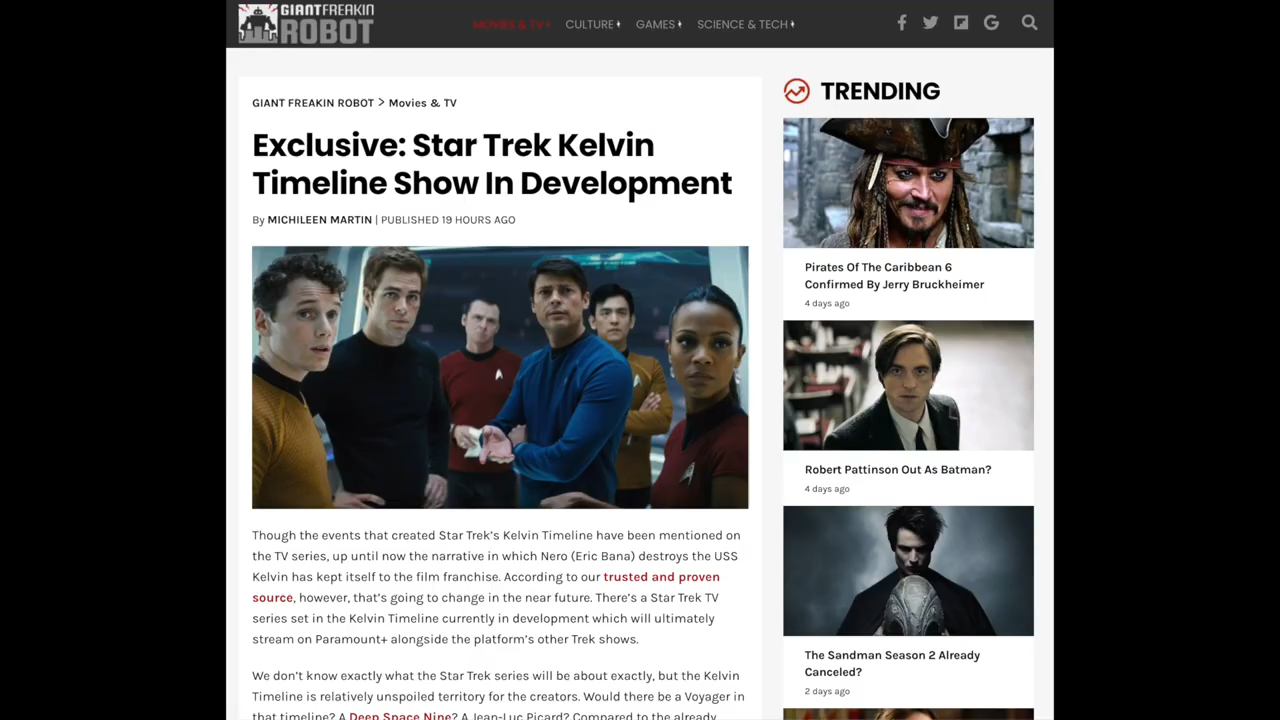 GIANT FREAKIN
ROBOT
MOVIES & TV
CULTURE
GAMES
SCIENCE & TECH
GIANT FREAKIN ROBOT > Movies & TV
Exclusive: Star Trek Kelvin
Timeline Show In Development
By MICHILEEN MARTIN | PUBLISHED 19 HOURS AGO
Though the events that created Star Trek’s Kelvin Timeline have been mentioned on
the TV series, up until now the narrative in which Nero (Eric Bana) destroys the USS
Kelvin has kept itself to the film franchise. According to our trusted and proven
source, however, that’s going to change in the near future. There’s a Star Trek TV
series set in the Kelvin Timeline currently in development which will ultimately
stream on Paramount+ alongside the platform’s other Trek shows.
We don’t know exactly what the Star Trek series will be about exactly, but the Kelvin
Timeline is relatively unspoiled territory for the creators. Would there be a Voyager in
that timeline? A Deep Space Nine? A Jean-Luc Picard? Compared to the already
TRENDING
Pirates Of The Caribbean 6
Confirmed By Jerry Bruckheimer
4 days ago
Robert Pattinson Out As Batman?
4 days ago
The Sandman Season 2 Already
Canceled?
2 days ago